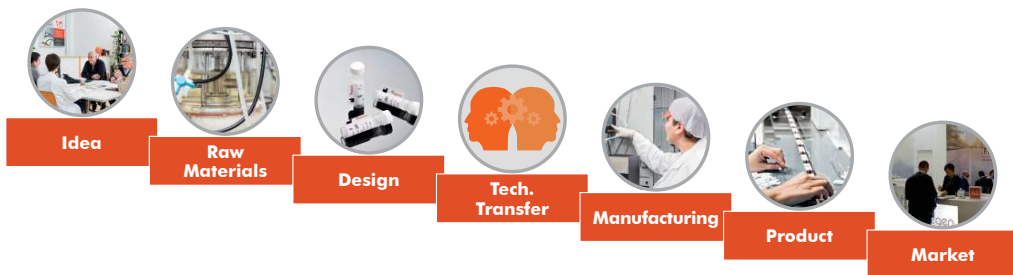 Idea
Raw
Materials
Design
Tech.
Transfer
Manufacturing
Product
Market